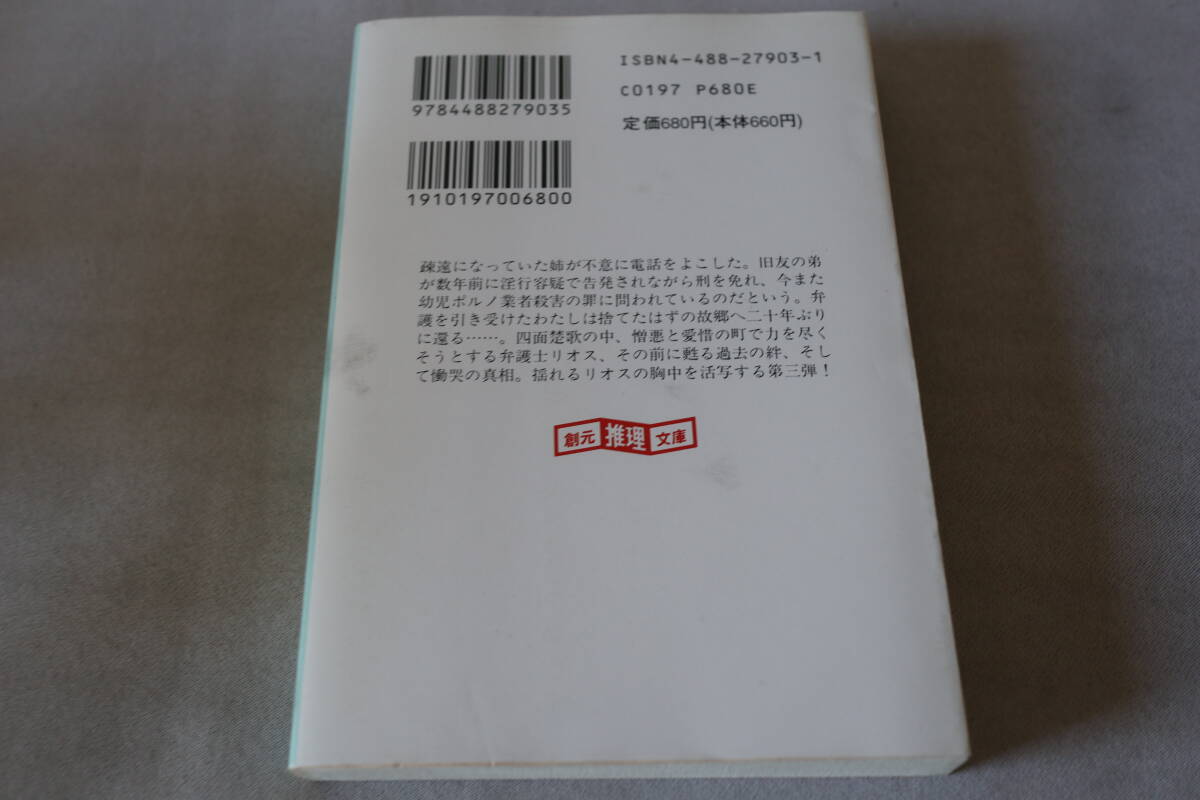 ISBN4-488-27903-1
9784488279035
C0197 P680E
定価680円(本体660円)
1910197006800
疎遠になっていた姉が不意に電話をよこした。旧友の弟
が数年前に淫行容疑で告発されながら刑を免れ、今また
幼児ポルノ業者殺害の罪に問われているのだという。弁
護を引き受けたわたしは捨てたはずの故郷へ二十年ぶり
に還る……。四面楚歌の中、憎悪と愛惜の町で力を尽く
そうとする弁護士リオス、その前に甦る過去の絆、そし
て慟哭の真相。揺れるリオスの胸中を活写する第三弾！
創元推理文庫